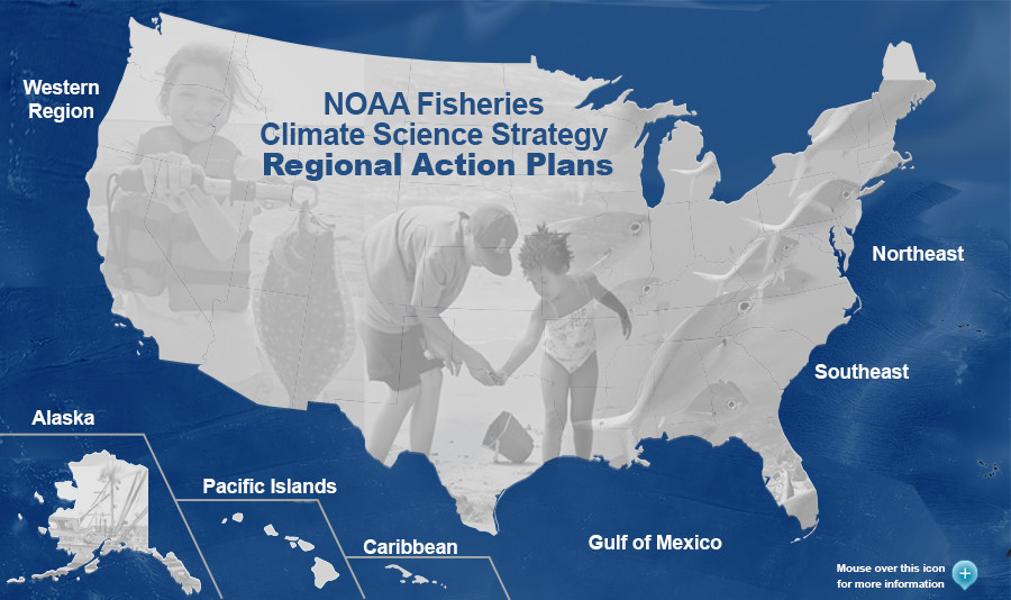 NOAA Fisheries
Climate Science Strategy
Regional Action Plans
Western
Region
Northeast
Southeast
Alaska
Pacific Islands
Caribbean
Gulf of Mexico
Mouse over this icon
for more information